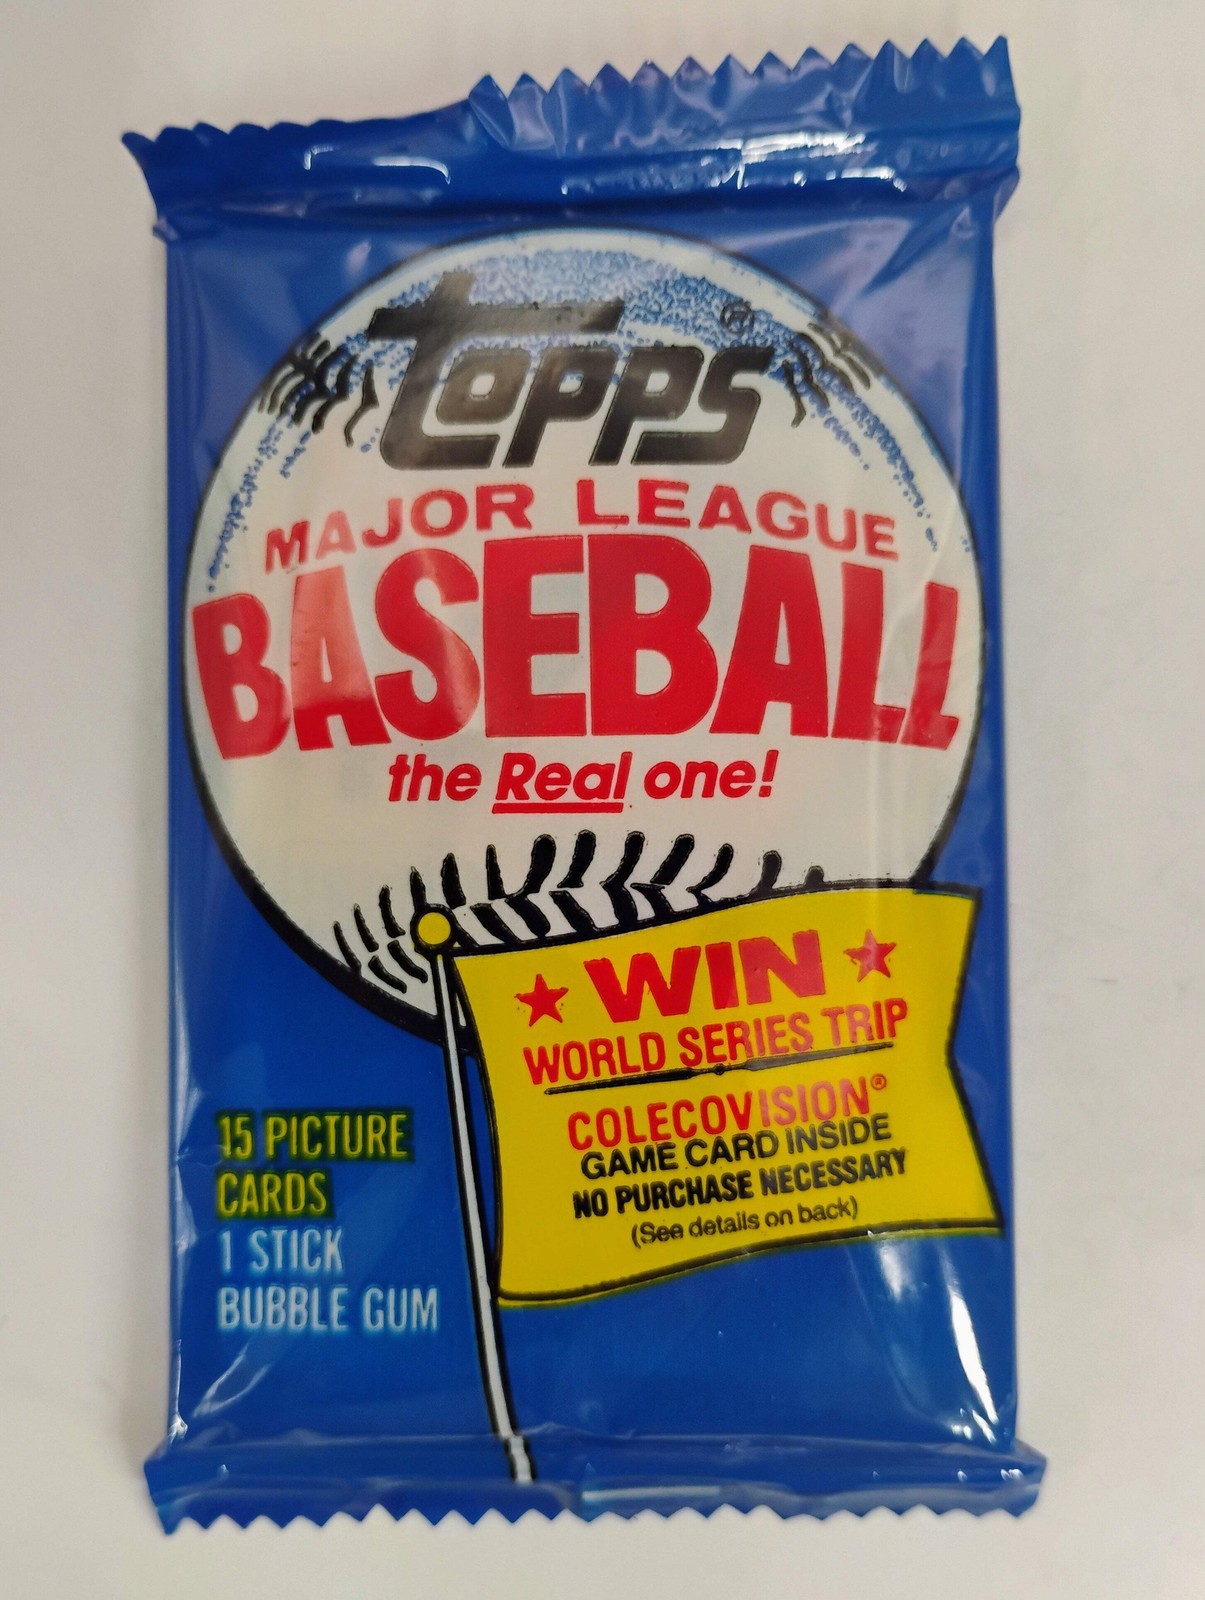 Topps ®
MAJOR LEAGUE
BASEBALL
the Real one!
WIN
WORLD SERIES TRIP
COLECOVISION®
GAME CARD INSIDE
NO PURCHASE NECESSARY
(See details on back)
15 PICTURE
CARDS
1 STICK
BUBBLE GUM